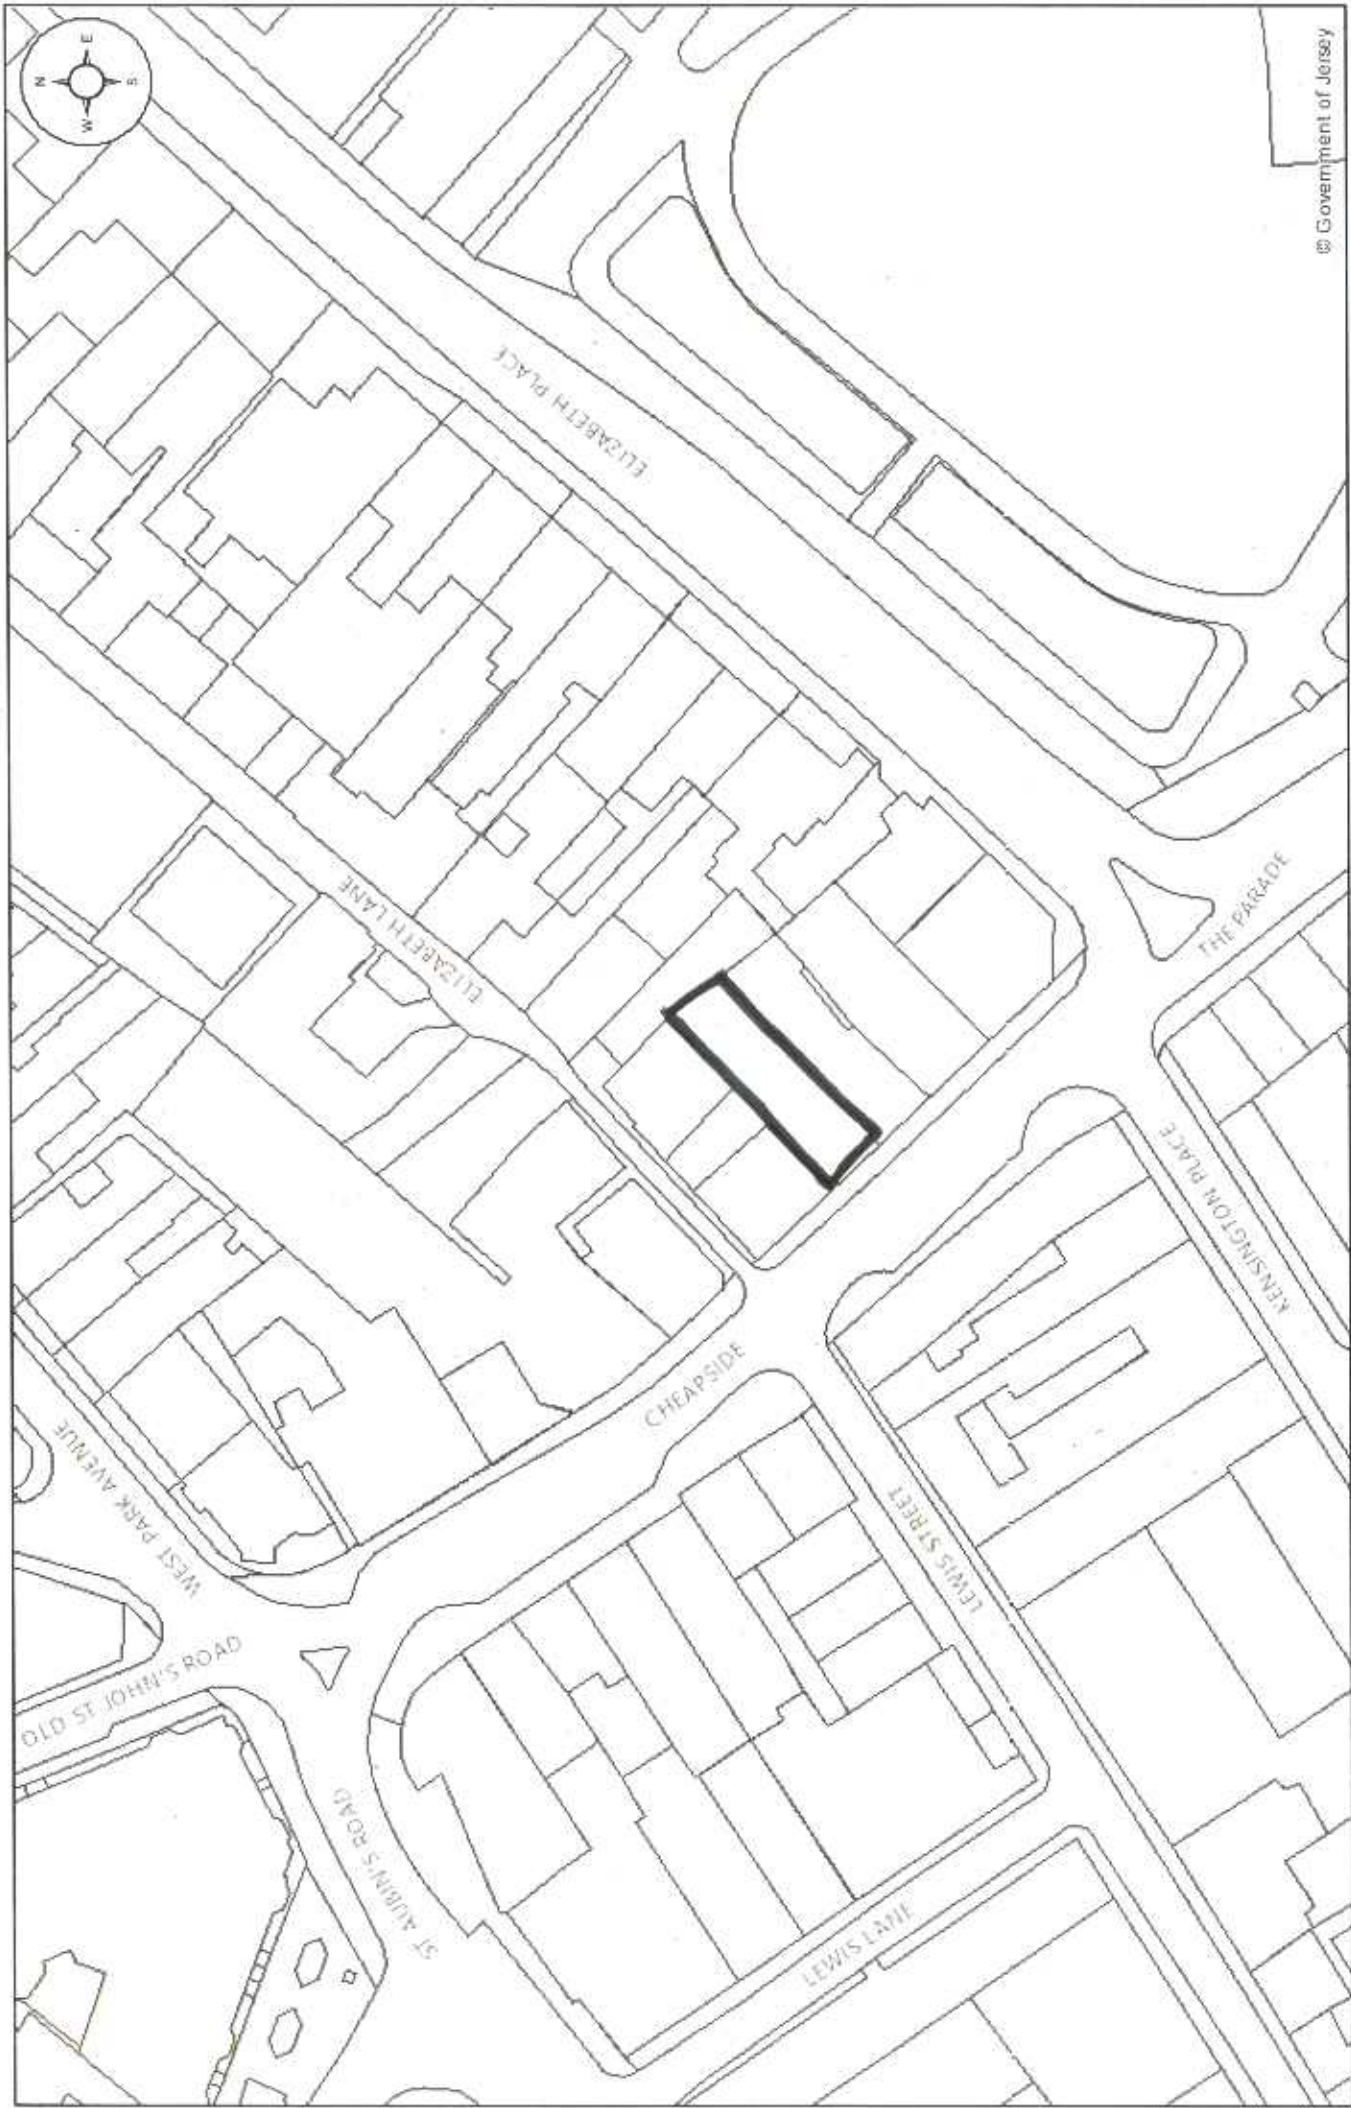 N
E
S
W
© Government of Jersey
ELIZABETH PLACE
ELIZABETH LANE
THE PARADE
KENSINGTON PLACE
CHEAPSIDE
WEST PARK AVENUE
LEWIS STREET
OLD ST JOHN'S ROAD
ST AUBIN'S ROAD
LEWIS LANE